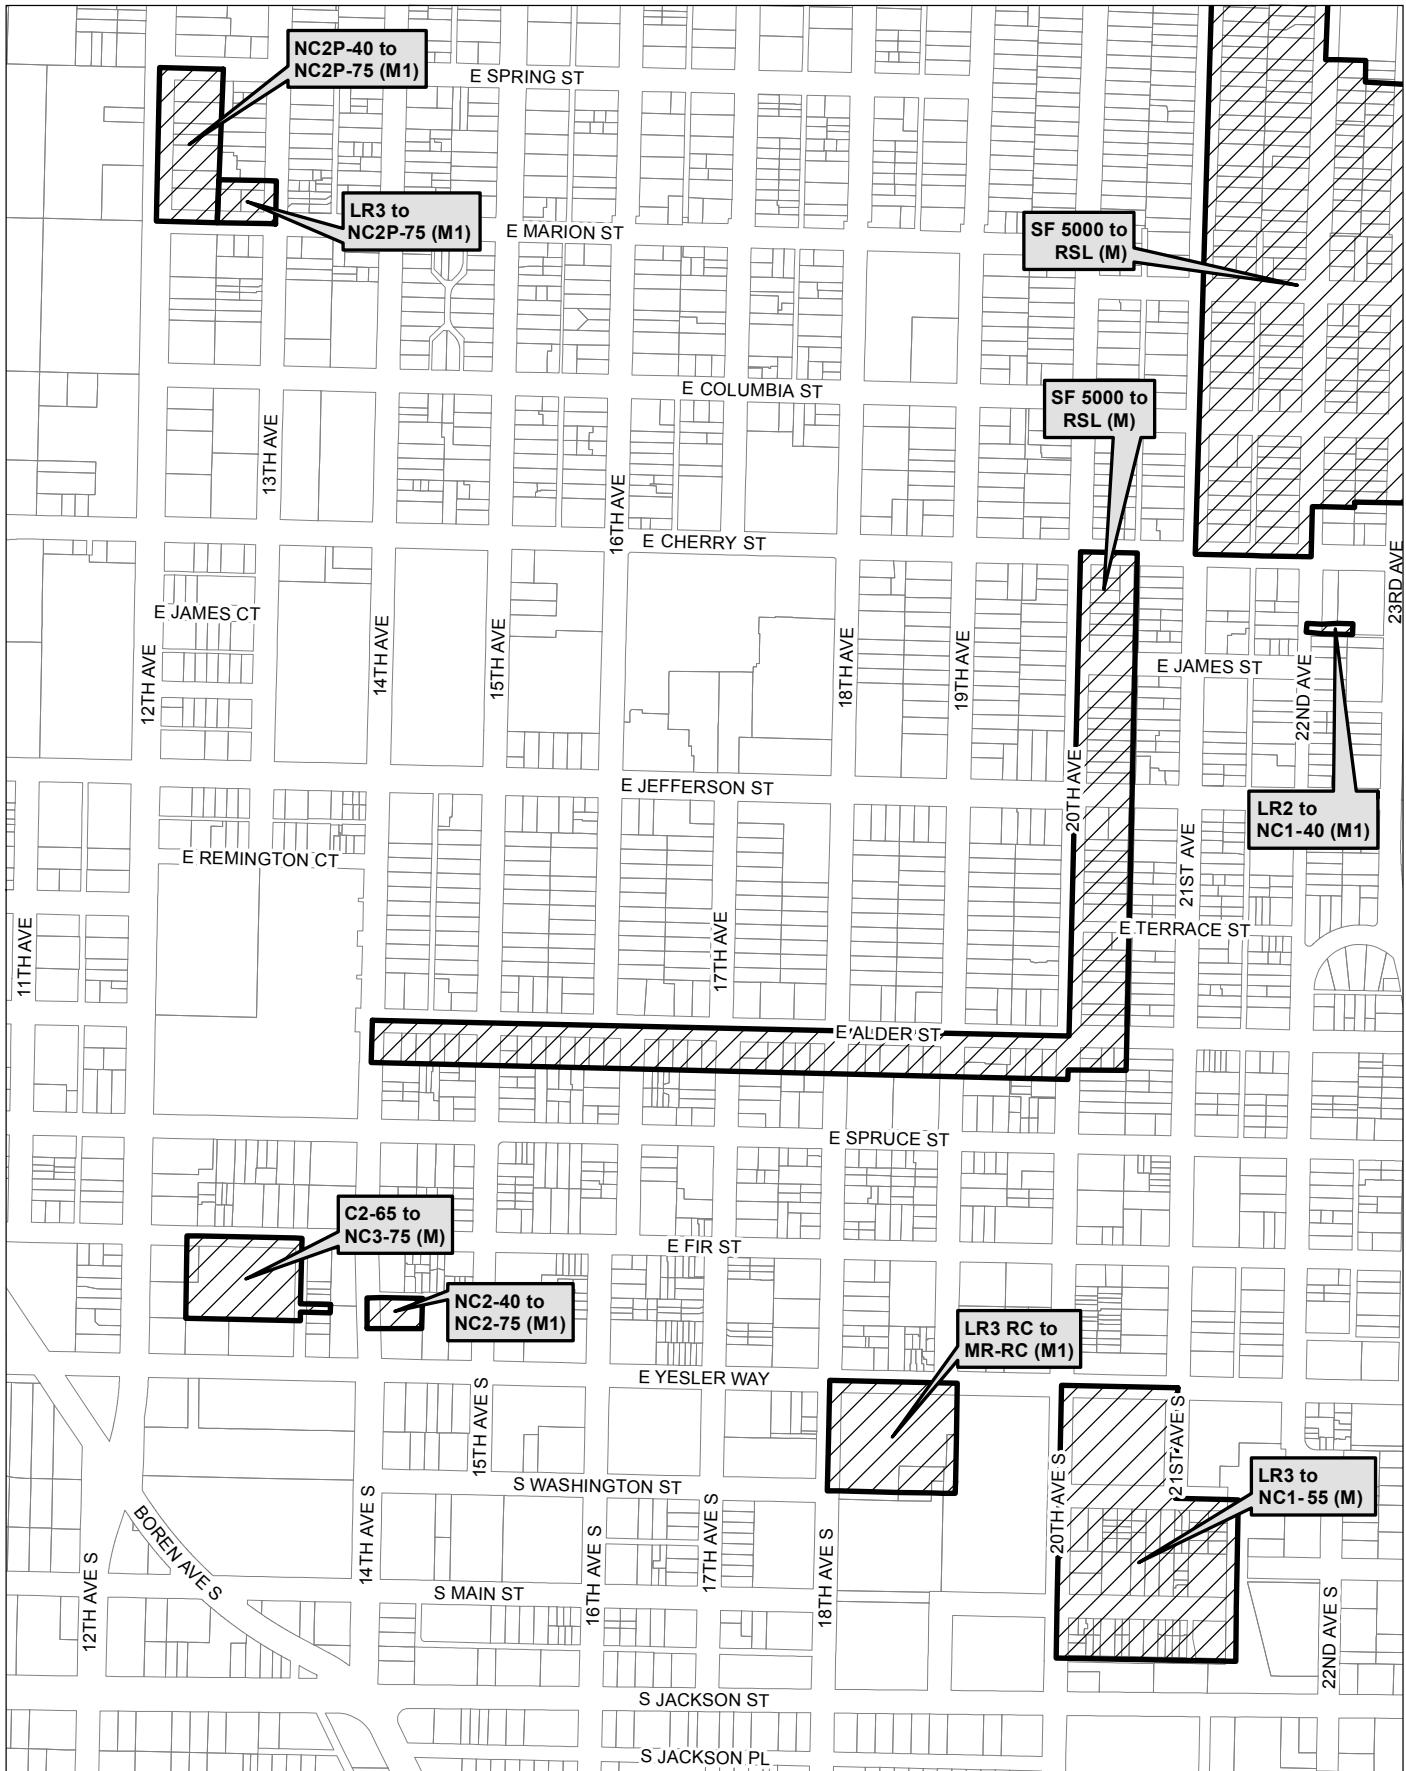 NC2P-40 to
NC2P-75 (M1)
E SPRING ST
LR3 to
NC2P-75 (M1)
E MARION ST
SF 5000 to
RSL (M)
E COLUMBIA ST
SF 5000 to
RSL (M)
13TH AVE
16TH AVE
E CHERRY ST
23RD AVE
E JAMES CT
12TH AVE
14TH AVE
15TH AVE
18TH AVE
19TH AVE
E JAMES ST
22ND AVE
20TH AVE
E JEFFERSON ST
LR2 to
NC1-40 (M1)
E REMINGTON CT
21ST AVE
11TH AVE
17TH AVE
E TERRACE ST
E ALDER ST
E SPRUCE ST
C2-65 to
NC3-75 (M)
E FIR ST
NC2-40 to
NC2-75 (M1)
LR3 RC to
MR-RC (M1)
E YESLER WAY
15TH AVE S
21ST AVE S
S WASHINGTON ST
LR3 to
NC1-55 (M)
20TH AVE S
BOREN AVE S
14TH AVE S
17TH AVE S
12TH AVE S
16TH AVE S
18TH AVE S
S MAIN ST
22ND AVE S
S JACKSON ST
S JACKSON PL